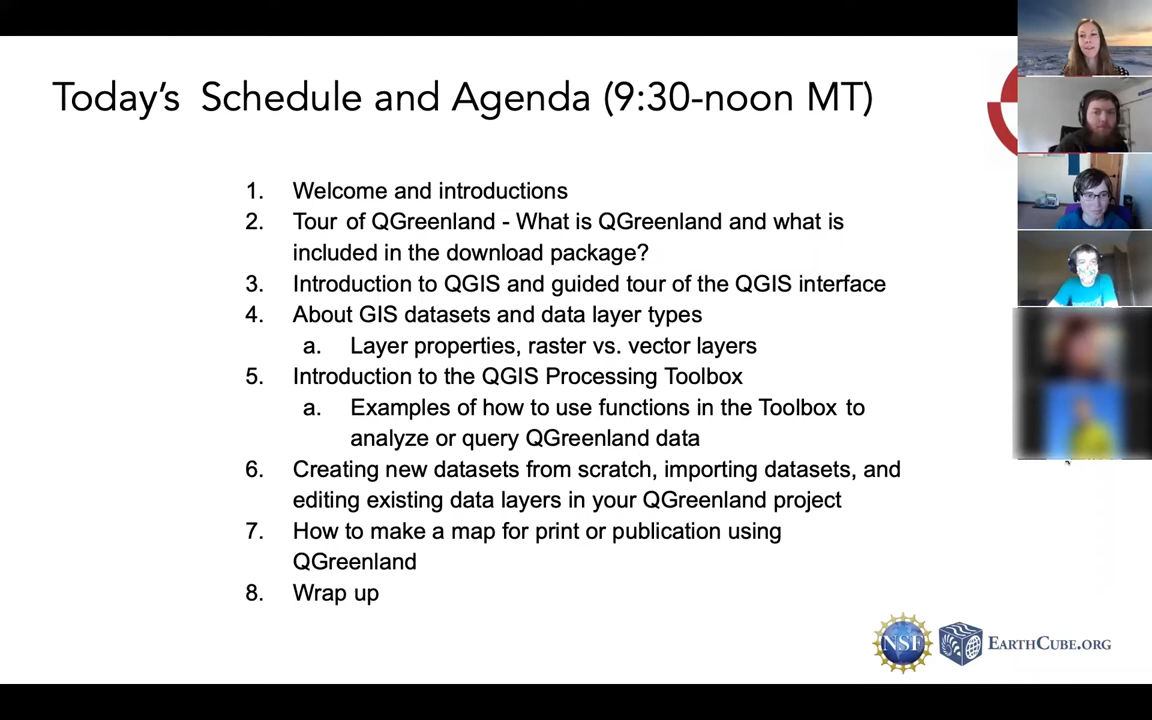 Today's Schedule and Agenda (9:30-noon MT)
1. Welcome and introductions
2. Tour of QGreenland - What is QGreenland and what is
included in the download package?
3. Introduction to QGIS and guided tour of the QGIS interface
4. About GIS datasets and data layer types
a. Layer properties, raster vs. vector layers
5. Introduction to the QGIS Processing Toolbox
a. Examples of how to use functions in the Toolbox to
analyze or query QGreenland data
6. Creating new datasets from scratch, importing datasets, and
editing existing data layers in your QGreenland project
7. How to make a map for print or publication using
QGreenland
8. Wrap up
NSF
EARTHCUBE.ORG